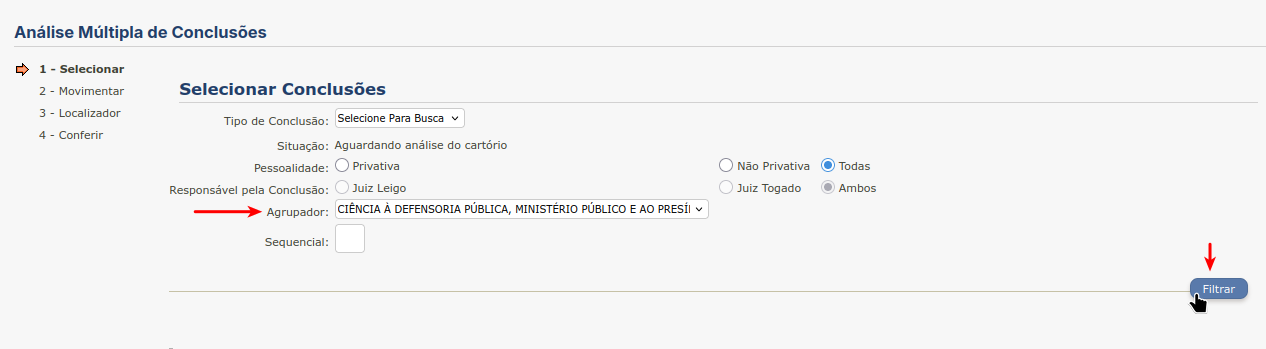 Análise Múltipla de Conclusões
1 - Selecionar
2 - Movimentar
3 - Localizador
4 - Conferir
Selecionar Conclusões
Tipo de Conclusão: Selecione Para Busca
Situação: Aguardando análise do cartório
Pessoalidade: Privativa Não Privativa Todas
Responsável pela Conclusão: Juiz Leigo Juiz Togado Ambos
Agrupador: CIÊNCIA À DEFENSORIA PÚBLICA, MINISTÉRIO PÚBLICO E AO
Sequencial:
Filtrar